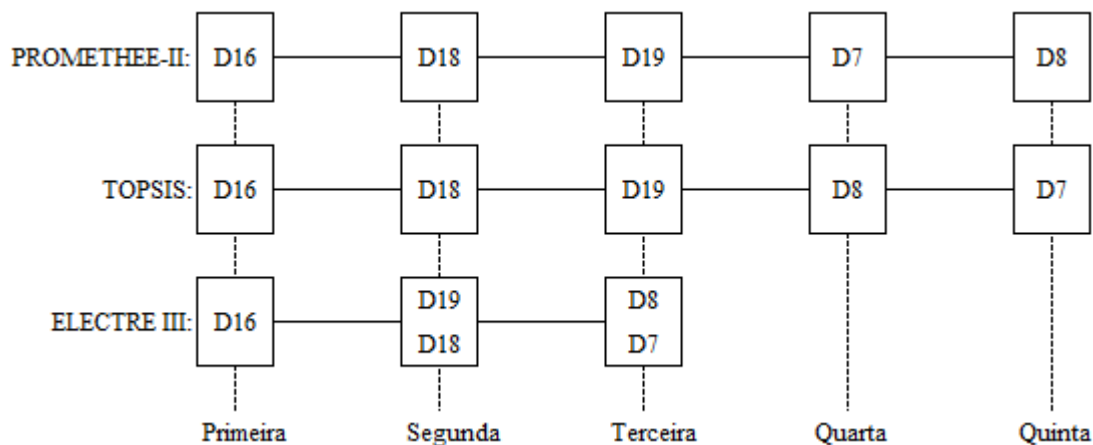 PROMETHEE-II: D16 D18 D19 D7 D8
TOPSIS: D16 D18 D19 D8 D7
ELECTRE III: D16 D19 D18 D8 D7
Primeira Segunda Terceira Quarta Quinta